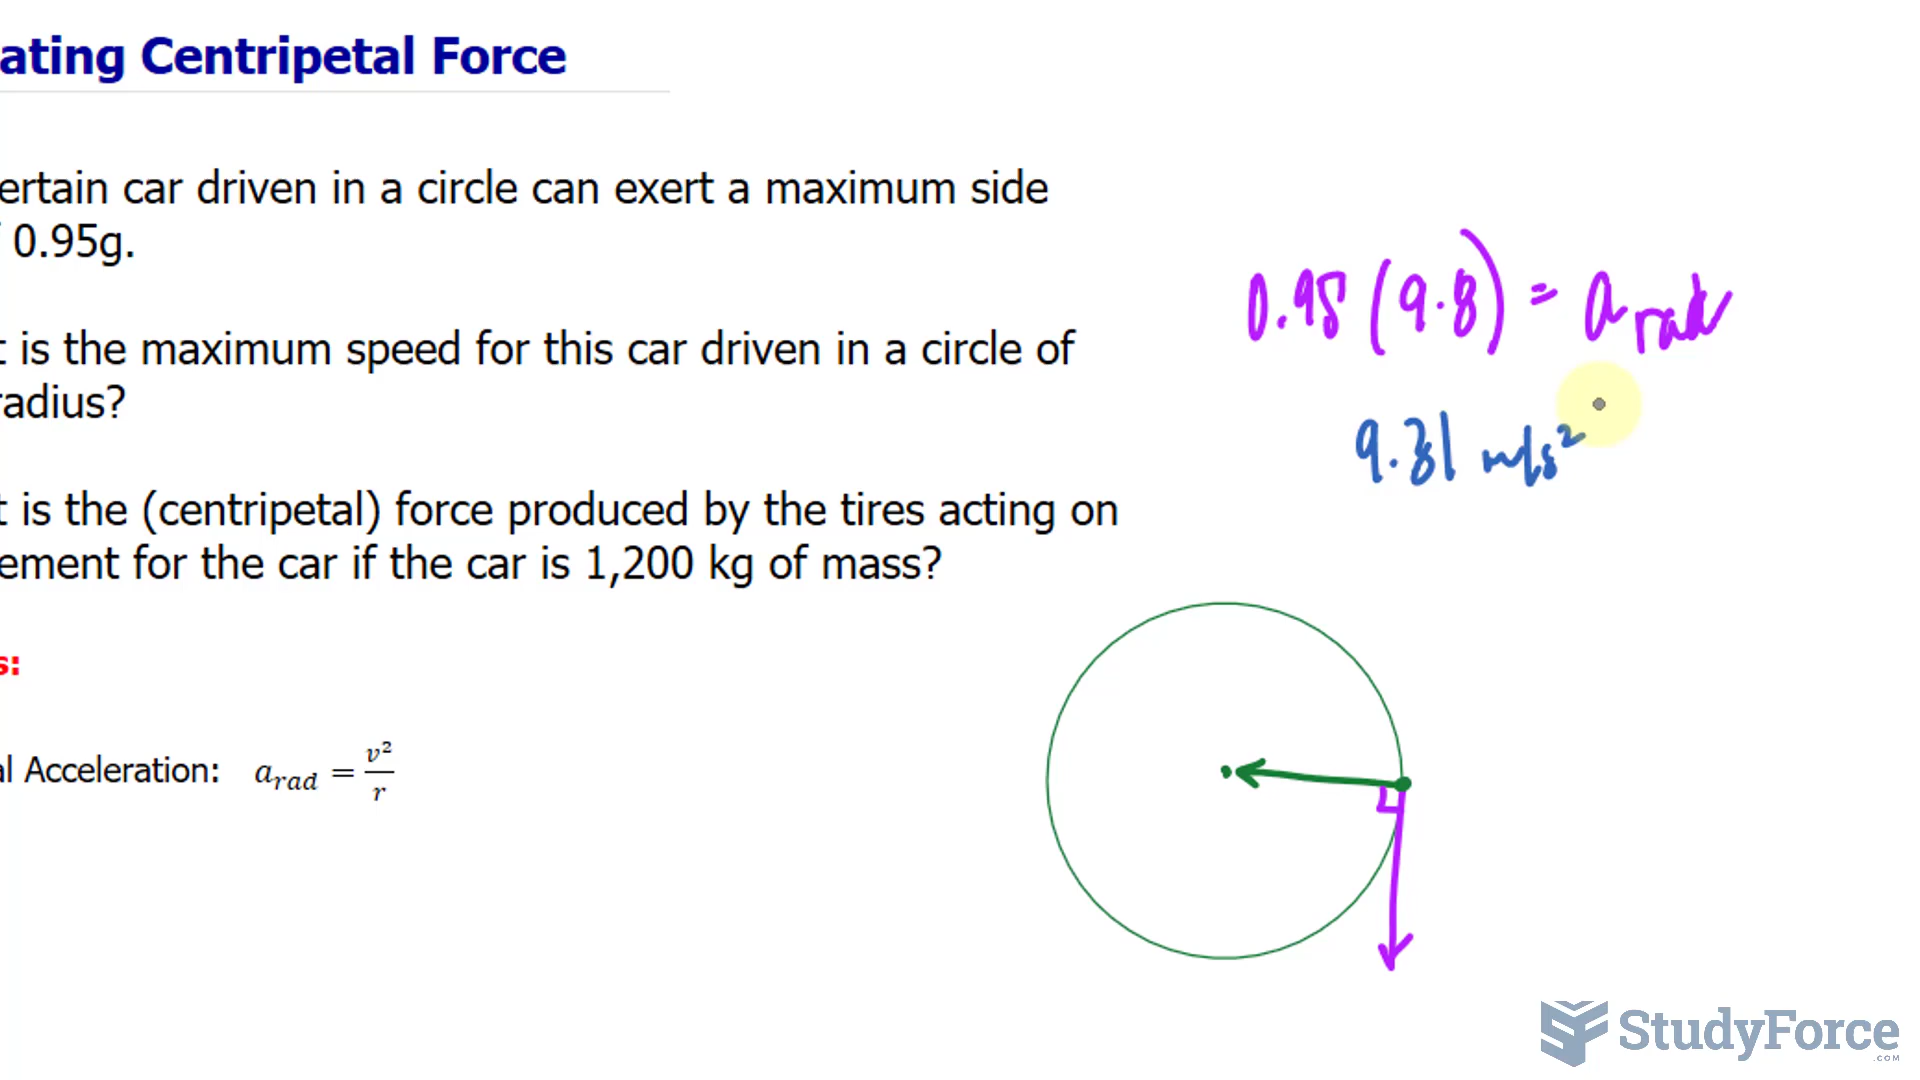 ating Centripetal Force
ertain car driven in a circle can exert a maximum side
0.95g.
t is the maximum speed for this car driven in a circle of
radius?
t is the (centripetal) force produced by the tires acting on
ement for the car if the car is 1,200 kg of mass?
s:
al Acceleration: a_rad = v²/r
0.95 (9.8) = a_rad
9.31 m/s²
StudyForce
.COM